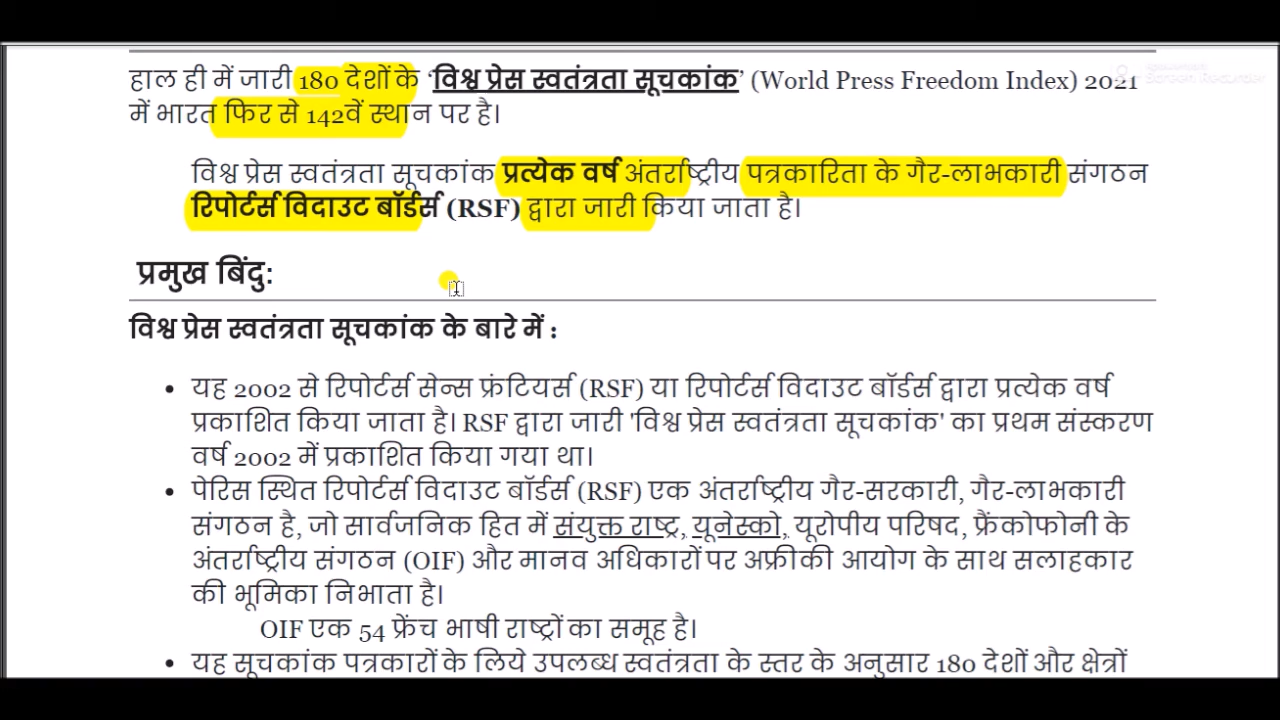 हाल ही में जारी 180 देशों के 'विश्व प्रेस स्वतंत्रता सूचकांक' (World Press Freedom Index) 2021
में भारत फिर से 142वें स्थान पर है।
विश्व प्रेस स्वतंत्रता सूचकांक प्रत्येक वर्ष अंतर्राष्ट्रीय पत्रकारिता के गैर-लाभकारी संगठन
रिपोर्टर्स विदाउट बॉर्डर्स (RSF) द्वारा जारी किया जाता है।
प्रमुख बिंदु:
विश्व प्रेस स्वतंत्रता सूचकांक के बारे में :
• यह 2002 से रिपोर्टर्स सेन्स फ्रंटियर्स (RSF) या रिपोर्टर्स विदाउट बॉर्डर्स द्वारा प्रत्येक वर्ष
प्रकाशित किया जाता है। RSF द्वारा जारी 'विश्व प्रेस स्वतंत्रता सूचकांक' का प्रथम संस्करण
वर्ष 2002 में प्रकाशित किया गया था।
• पेरिस स्थित रिपोर्टर्स विदाउट बॉर्डर्स (RSF) एक अंतर्राष्ट्रीय गैर-सरकारी, गैर-लाभकारी
संगठन है, जो सार्वजनिक हित में संयुक्त राष्ट्र, यूनेस्को, यूरोपीय परिषद, फ्रैंकोफोनी के
अंतर्राष्ट्रीय संगठन (OIF) और मानव अधिकारों पर अफ्रीकी आयोग के साथ सलाहकार
की भूमिका निभाता है।
OIF एक 54 फ्रेंच भाषी राष्ट्रों का समूह है।
• यह सूचकांक पत्रकारों के लिये उपलब्ध स्वतंत्रता के स्तर के अनुसार 180 देशों और क्षेत्रों